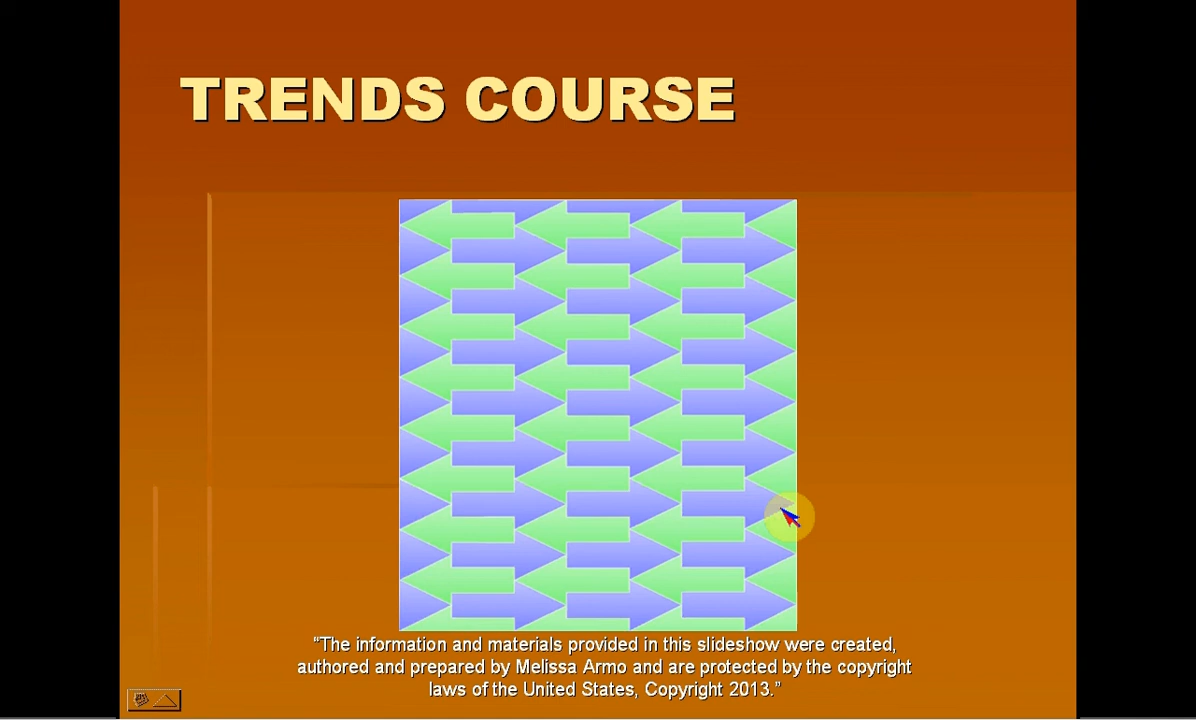 TRENDS COURSE
"The information and materials provided in this slideshow were created,
authored and prepared by Melissa Armo and are protected by the copyright
laws of the United States, Copyright 2013."